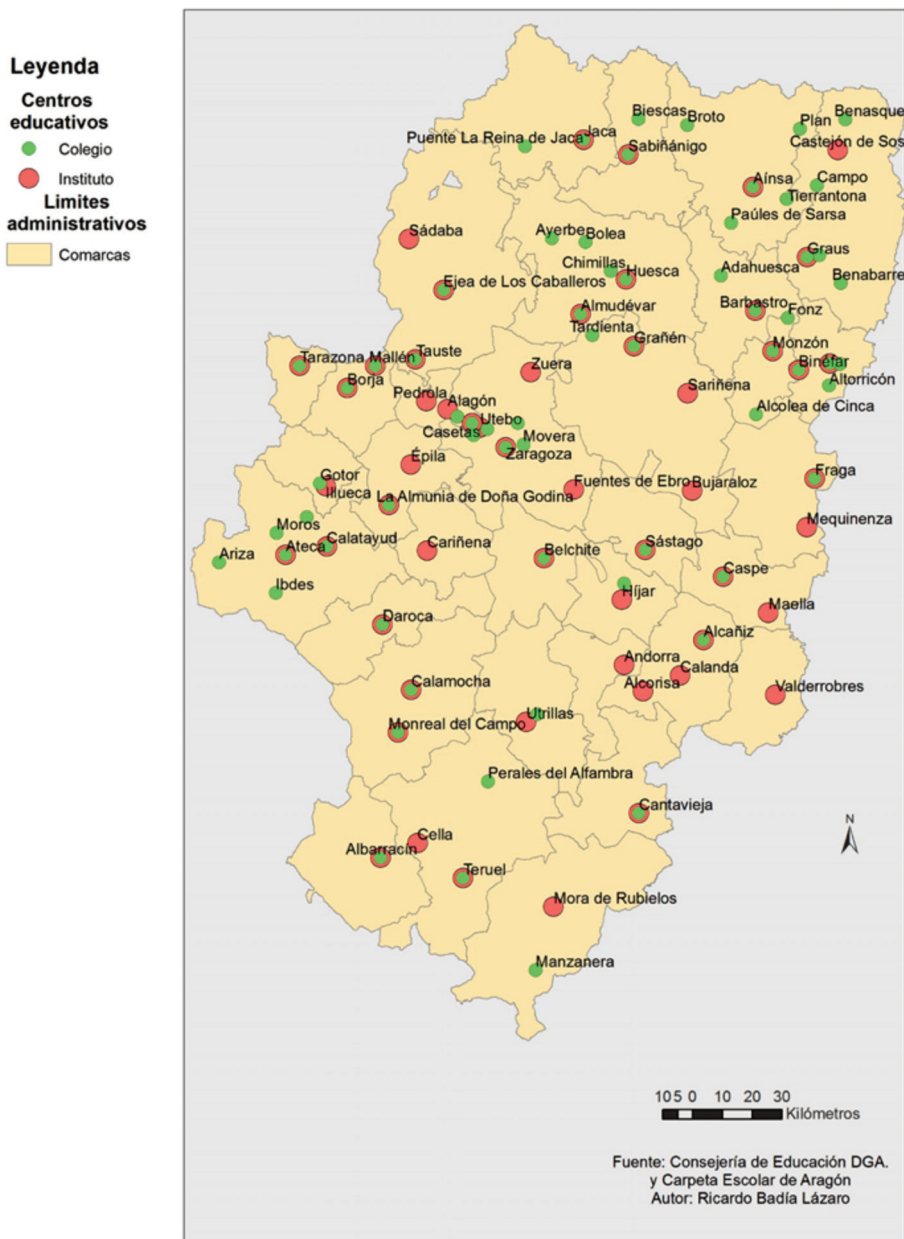 Leyenda
Centros
educativos
Colegio
Instituto
Limites
administrativos
Comarcas
Biescas
Broto
Plan
Benasque
Puente La Reina de Jaca
Jaca
Sabiñánigo
Castejón de Sos
Aínsa
Campo
Tierrantona
Paúles de Sarsa
Sádaba
Ayerbe
Bolea
Chimillas
Huesca
Adahuesca
Graus
Benabarre
Ejea de Los Caballeros
Almudévar
Barbastro
Fonz
Tardienta
Grañén
Monzón
Tarazona
Mallén
Tauste
Zuera
Binéfar
Altorricón
Borja
Pedrola
Alagón
Sariñena
Alcolea de Cinca
Utebo
Casetas
Movera
Zaragoza
Épila
Gotor
Illueca
Fuentes de Ebro
Bujaraloz
Fraga
La Almunia de Doña Godina
Mequinenza
Moros
Calatayud
Ateca
Ariza
Cariñena
Belchite
Sástago
Caspe
Ibdes
Híjar
Maella
Daroca
Alcañiz
Andorra
Calanda
Alcorisa
Valderrobres
Calamocha
Utrillas
Monreal del Campo
Perales del Alfambra
Cantavieja
Cella
Albarracín
Teruel
Mora de Rubielos
Manzanera
N
10 5 0 10 20 30
Kilómetros
Fuente: Consejería de Educación DGA.
y Carpeta Escolar de Aragón
Autor: Ricardo Badía Lázaro